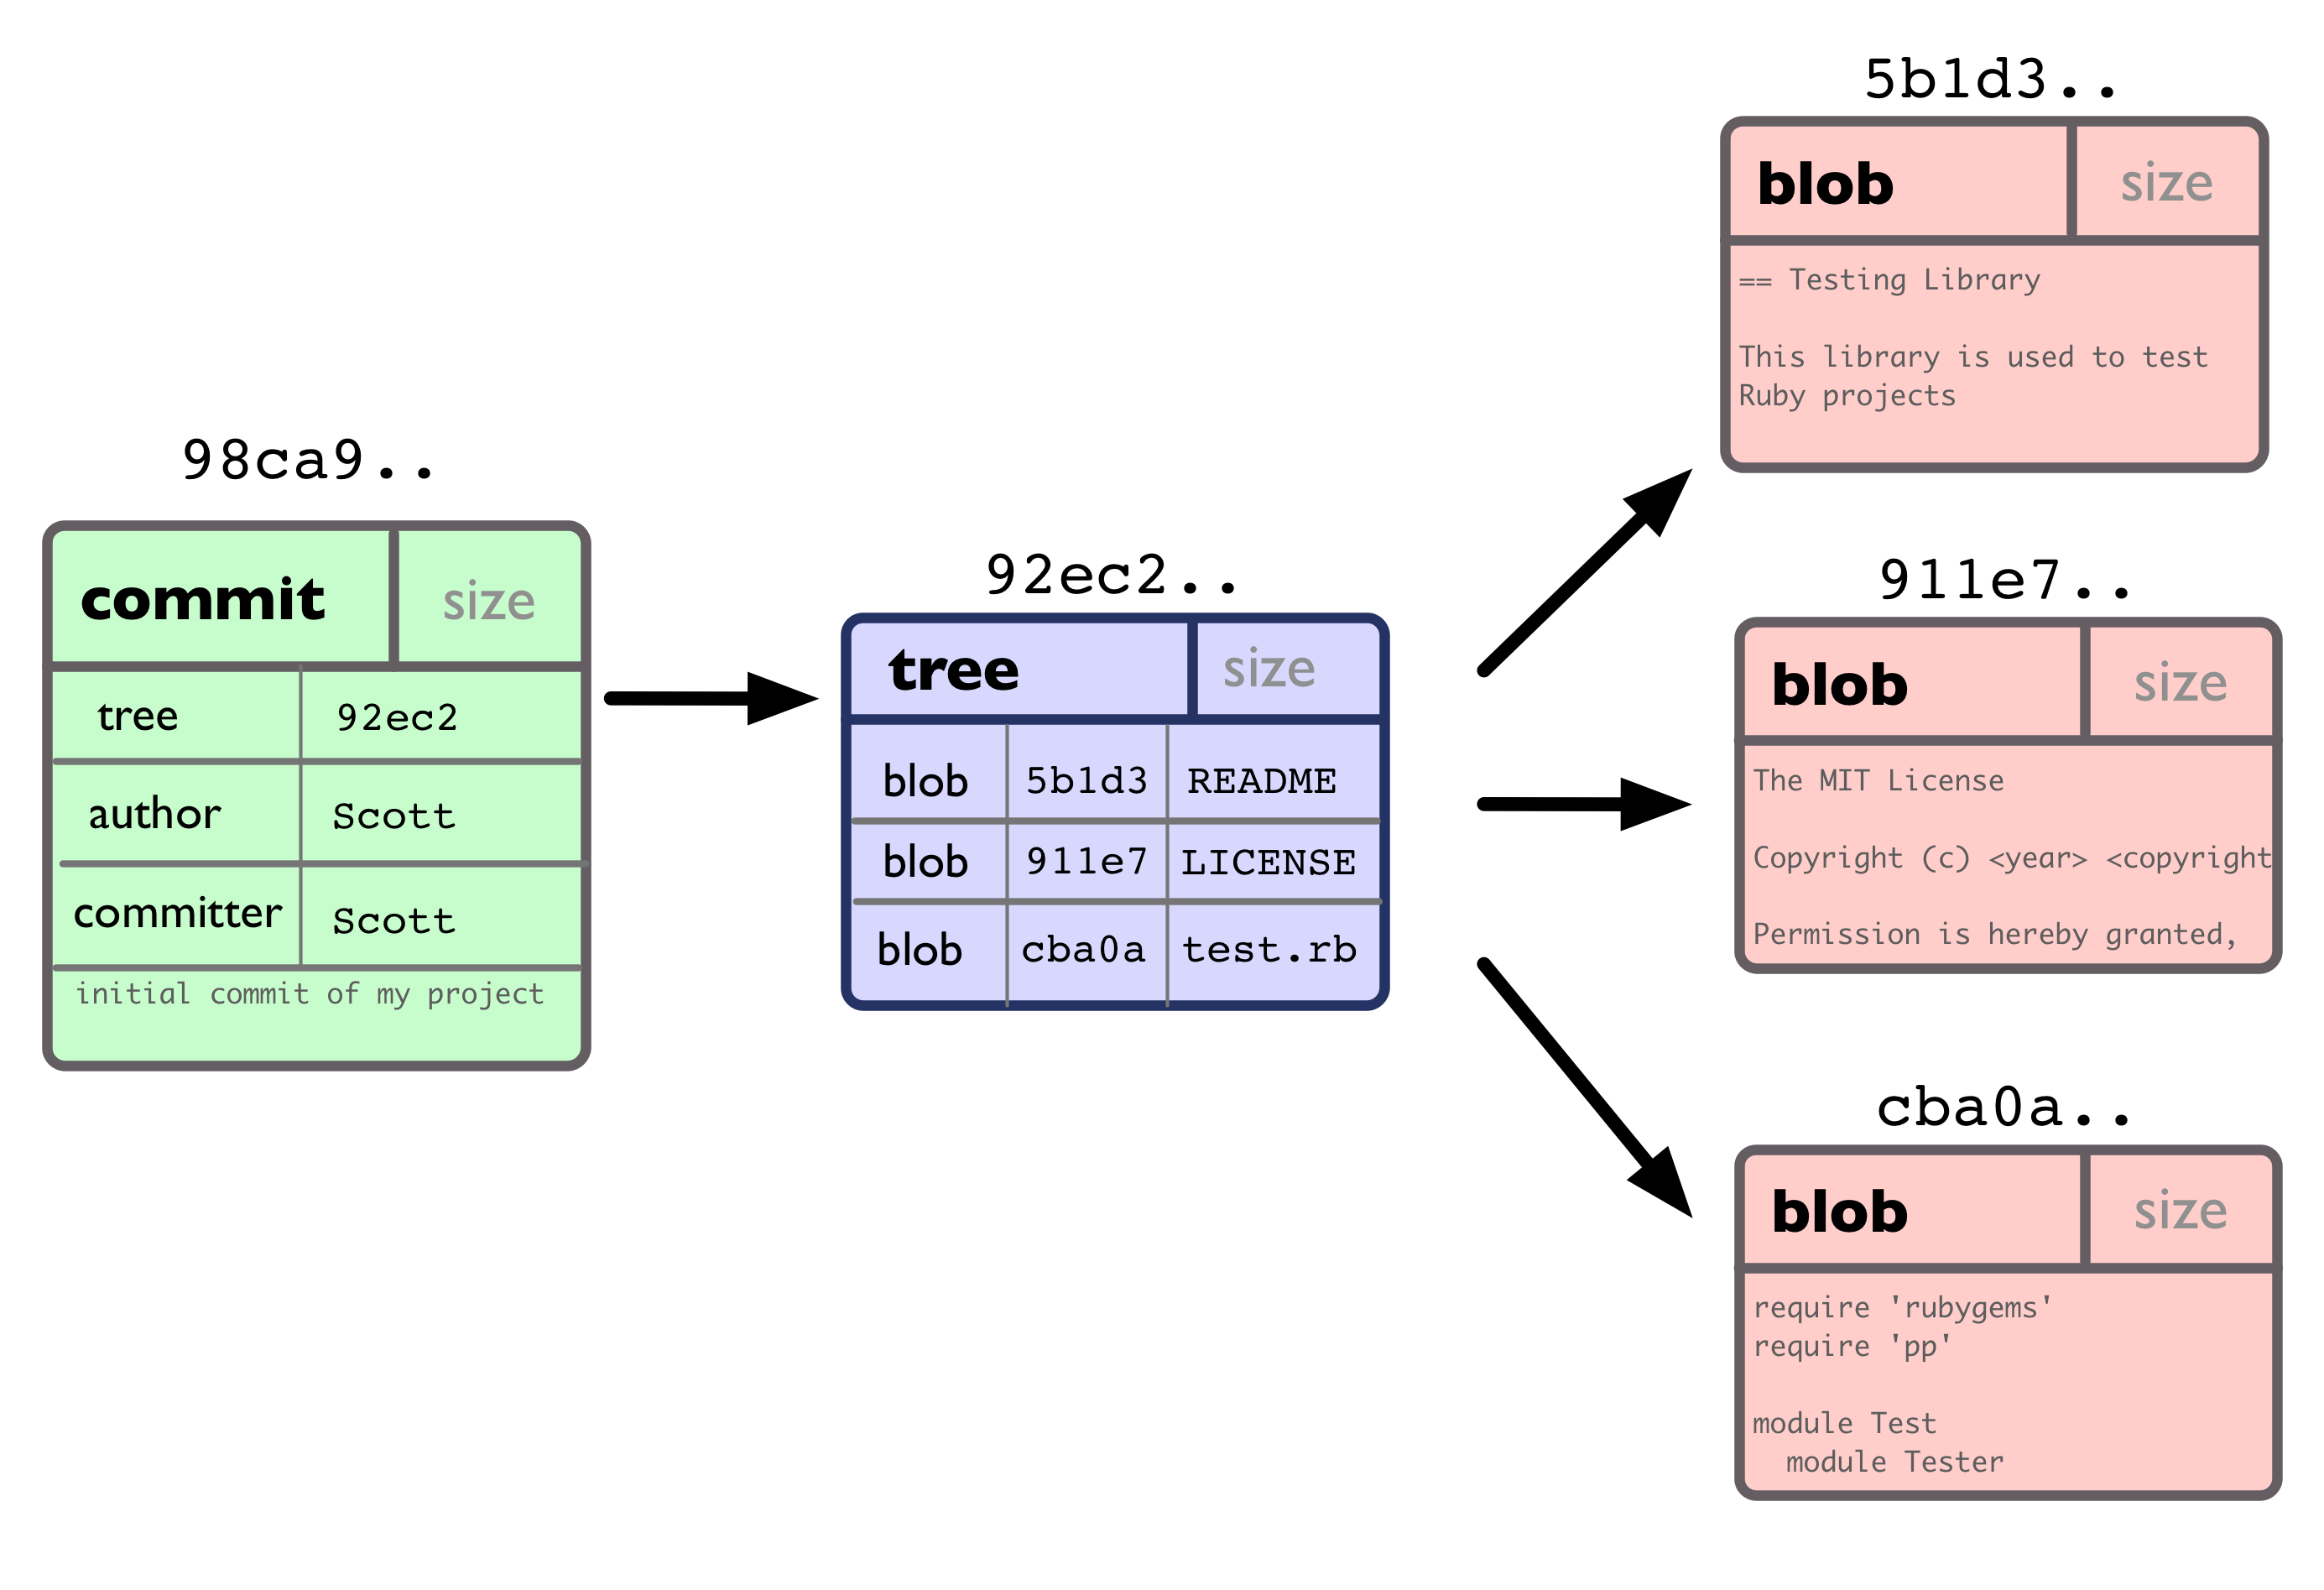 98ca9..
commit size
tree 92ec2
author Scott
committer Scott
initial commit of my project
92ec2..
tree size
blob 5b1d3 README
blob 911e7 LICENSE
blob cba0a test.rb
5b1d3..
blob size
== Testing Library
This library is used to test
Ruby projects
911e7..
blob size
The MIT License
Copyright (c) <year> <copyright
Permission is hereby granted,
cba0a..
blob size
require 'rubygems'
require 'pp'
module Test
module Tester